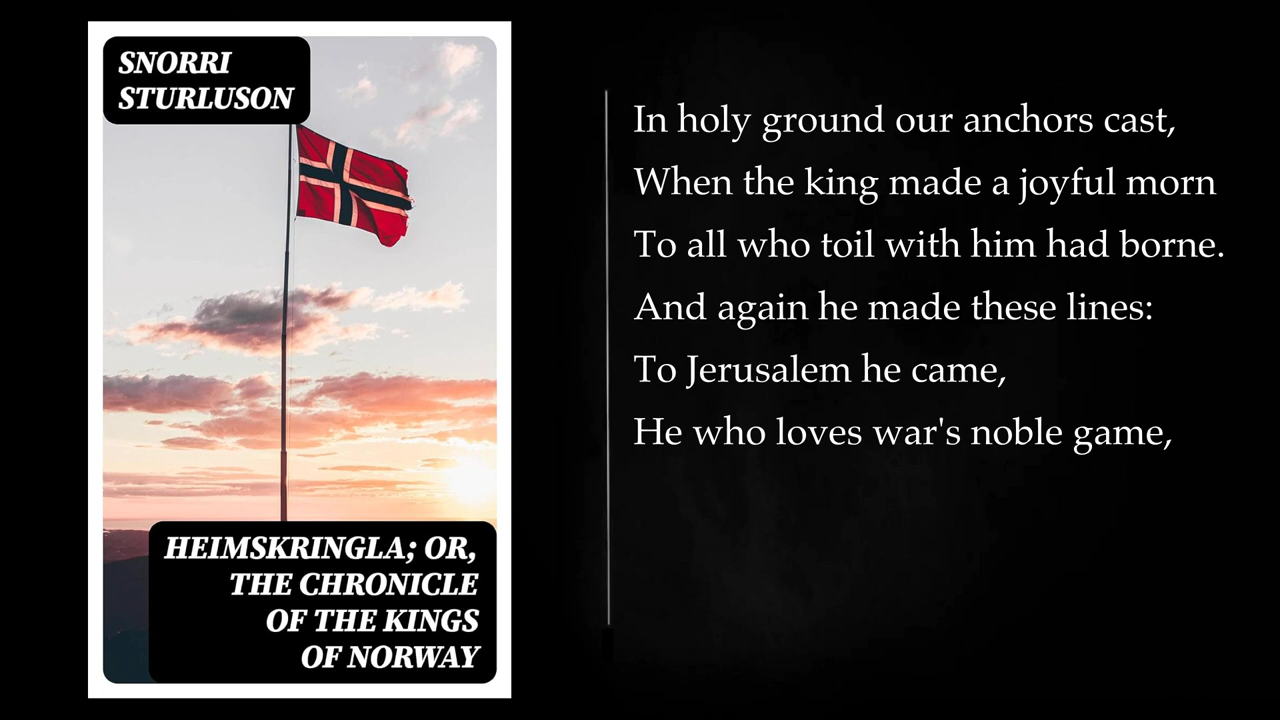 SNORRI
STURLUSON
HEIMSKRINGLA; OR,
THE CHRONICLE
OF THE KINGS
OF NORWAY
In holy ground our anchors cast,
When the king made a joyful morn
To all who toil with him had borne.
And again he made these lines:
To Jerusalem he came,
He who loves war's noble game,